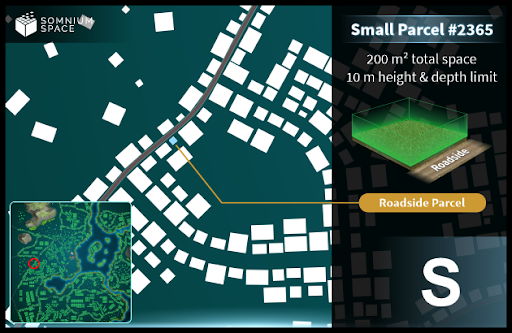 SOMNIUM
SPACE
Small Parcel #2365
200 m² total space
10 m height & depth limit
Roadside
Roadside Parcel
S